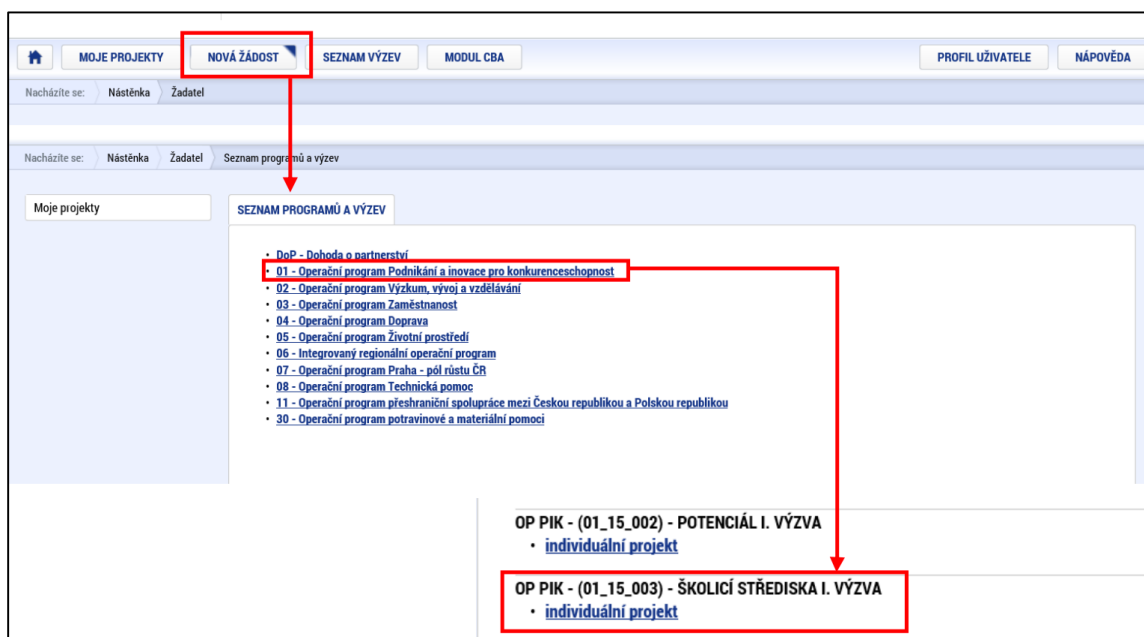 MOJE PROJEKTY NOVÁ ŽÁDOST SEZNAM VÝZEV MODUL CBA PROFIL UŽIVATELE NÁPOVĚDA
Nacházíte se: Nástěnka Žadatel
Nacházíte se: Nástěnka Žadatel Seznam programů a výzev
Moje projekty
SEZNAM PROGRAMŮ A VÝZEV
• DoP - Dohoda o partnerství
• 01 - Operační program Podnikání a inovace pro konkurenceschopnost
• 02 - Operační program Výzkum, vývoj a vzdělávání
• 03 - Operační program Zaměstnanost
• 04 - Operační program Doprava
• 05 - Operační program Životní prostředí
• 06 - Integrovaný regionální operační program
• 07 - Operační program Praha - pól růstu ČR
• 08 - Operační program Technická pomoc
• 11 - Operační program přeshraniční spolupráce mezi Českou republikou a Polskou republikou
• 30 - Operační program potravinové a materiální pomoci
OP PIK - (01_15_002) - POTENCIÁL I. VÝZVA
• individuální projekt
OP PIK - (01_15_003) - ŠKOLICÍ STŘEDISKA I. VÝZVA
• individuální projekt